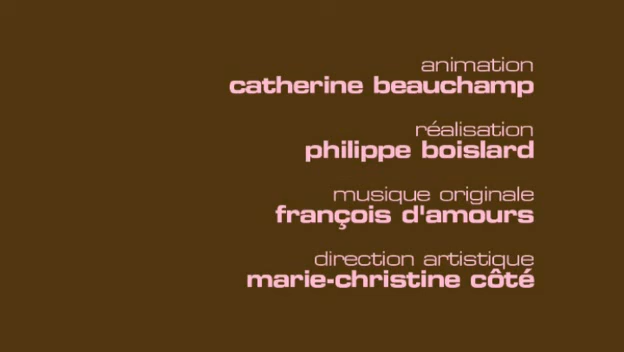 animation
catherine beauchamp
réalisation
philippe boislard
musique originale
françois d'amours
direction artistique
marie-christine côté